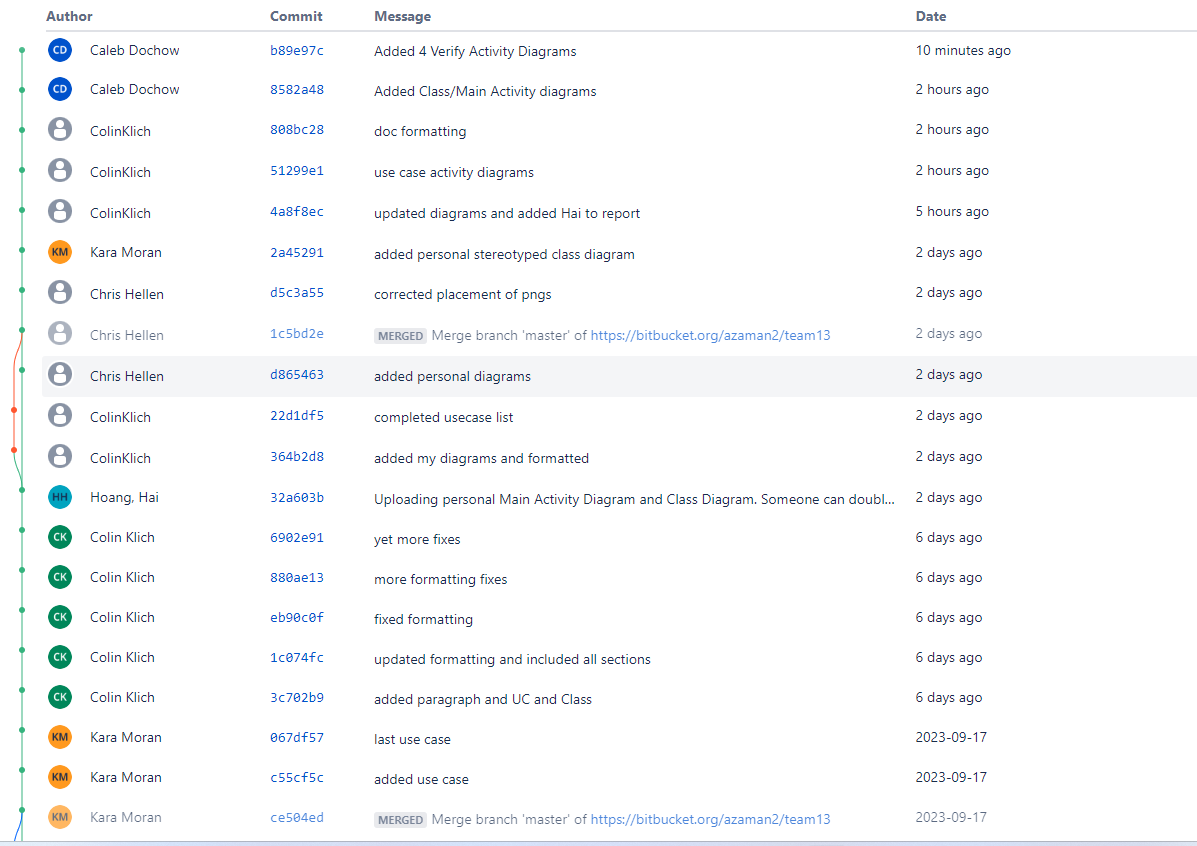 Author Commit Message Date
CD Caleb Dochow b89e97c Added 4 Verify Activity Diagrams 10 minutes ago
CD Caleb Dochow 8582a48 Added Class/Main Activity diagrams 2 hours ago
ColinKlich 808bc28 doc formatting 2 hours ago
ColinKlich 51299e1 use case activity diagrams 2 hours ago
ColinKlich 4a8f8ec updated diagrams and added Hai to report 5 hours ago
KM Kara Moran 2a45291 added personal stereotyped class diagram 2 days ago
Chris Hellen d5c3a55 corrected placement of pngs 2 days ago
Chris Hellen 1c5bd2e MERGED Merge branch 'master' of https://bitbucket.org/azaman2/team13 2 days ago
Chris Hellen d865463 added personal diagrams 2 days ago
ColinKlich 22d1df5 completed usecase list 2 days ago
ColinKlich 364b2d8 added my diagrams and formatted 2 days ago
HH Hoang, Hai 32a603b Uploading personal Main Activity Diagram and Class Diagram. Someone can doubl... 2 days ago
CK Colin Klich 6902e91 yet more fixes 6 days ago
CK Colin Klich 880ae13 more formatting fixes 6 days ago
CK Colin Klich eb90c0f fixed formatting 6 days ago
CK Colin Klich 1c074fc updated formatting and included all sections 6 days ago
CK Colin Klich 3c702b9 added paragraph and UC and Class 6 days ago
KM Kara Moran 067df57 last use case 2023-09-17
KM Kara Moran c55cf5c added use case 2023-09-17
KM Kara Moran ce504ed MERGED Merge branch 'master' of https://bitbucket.org/azaman2/team13 2023-09-17